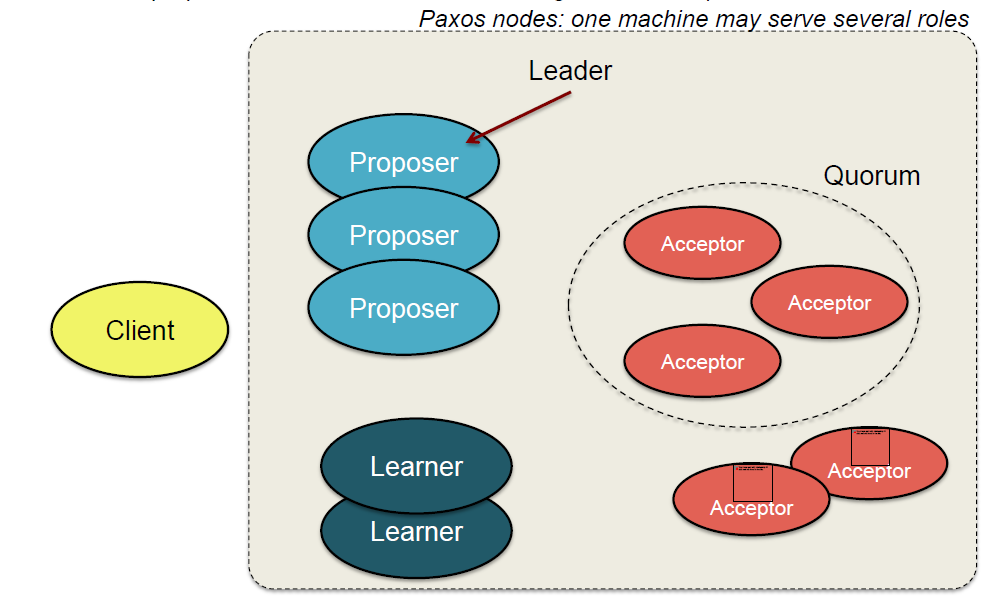 Paxos nodes: one machine may serve several roles
Leader
Proposer
Quorum
Proposer
Acceptor
Proposer
Acceptor
Client
Acceptor
Learner
Acceptor
Acceptor
Learner